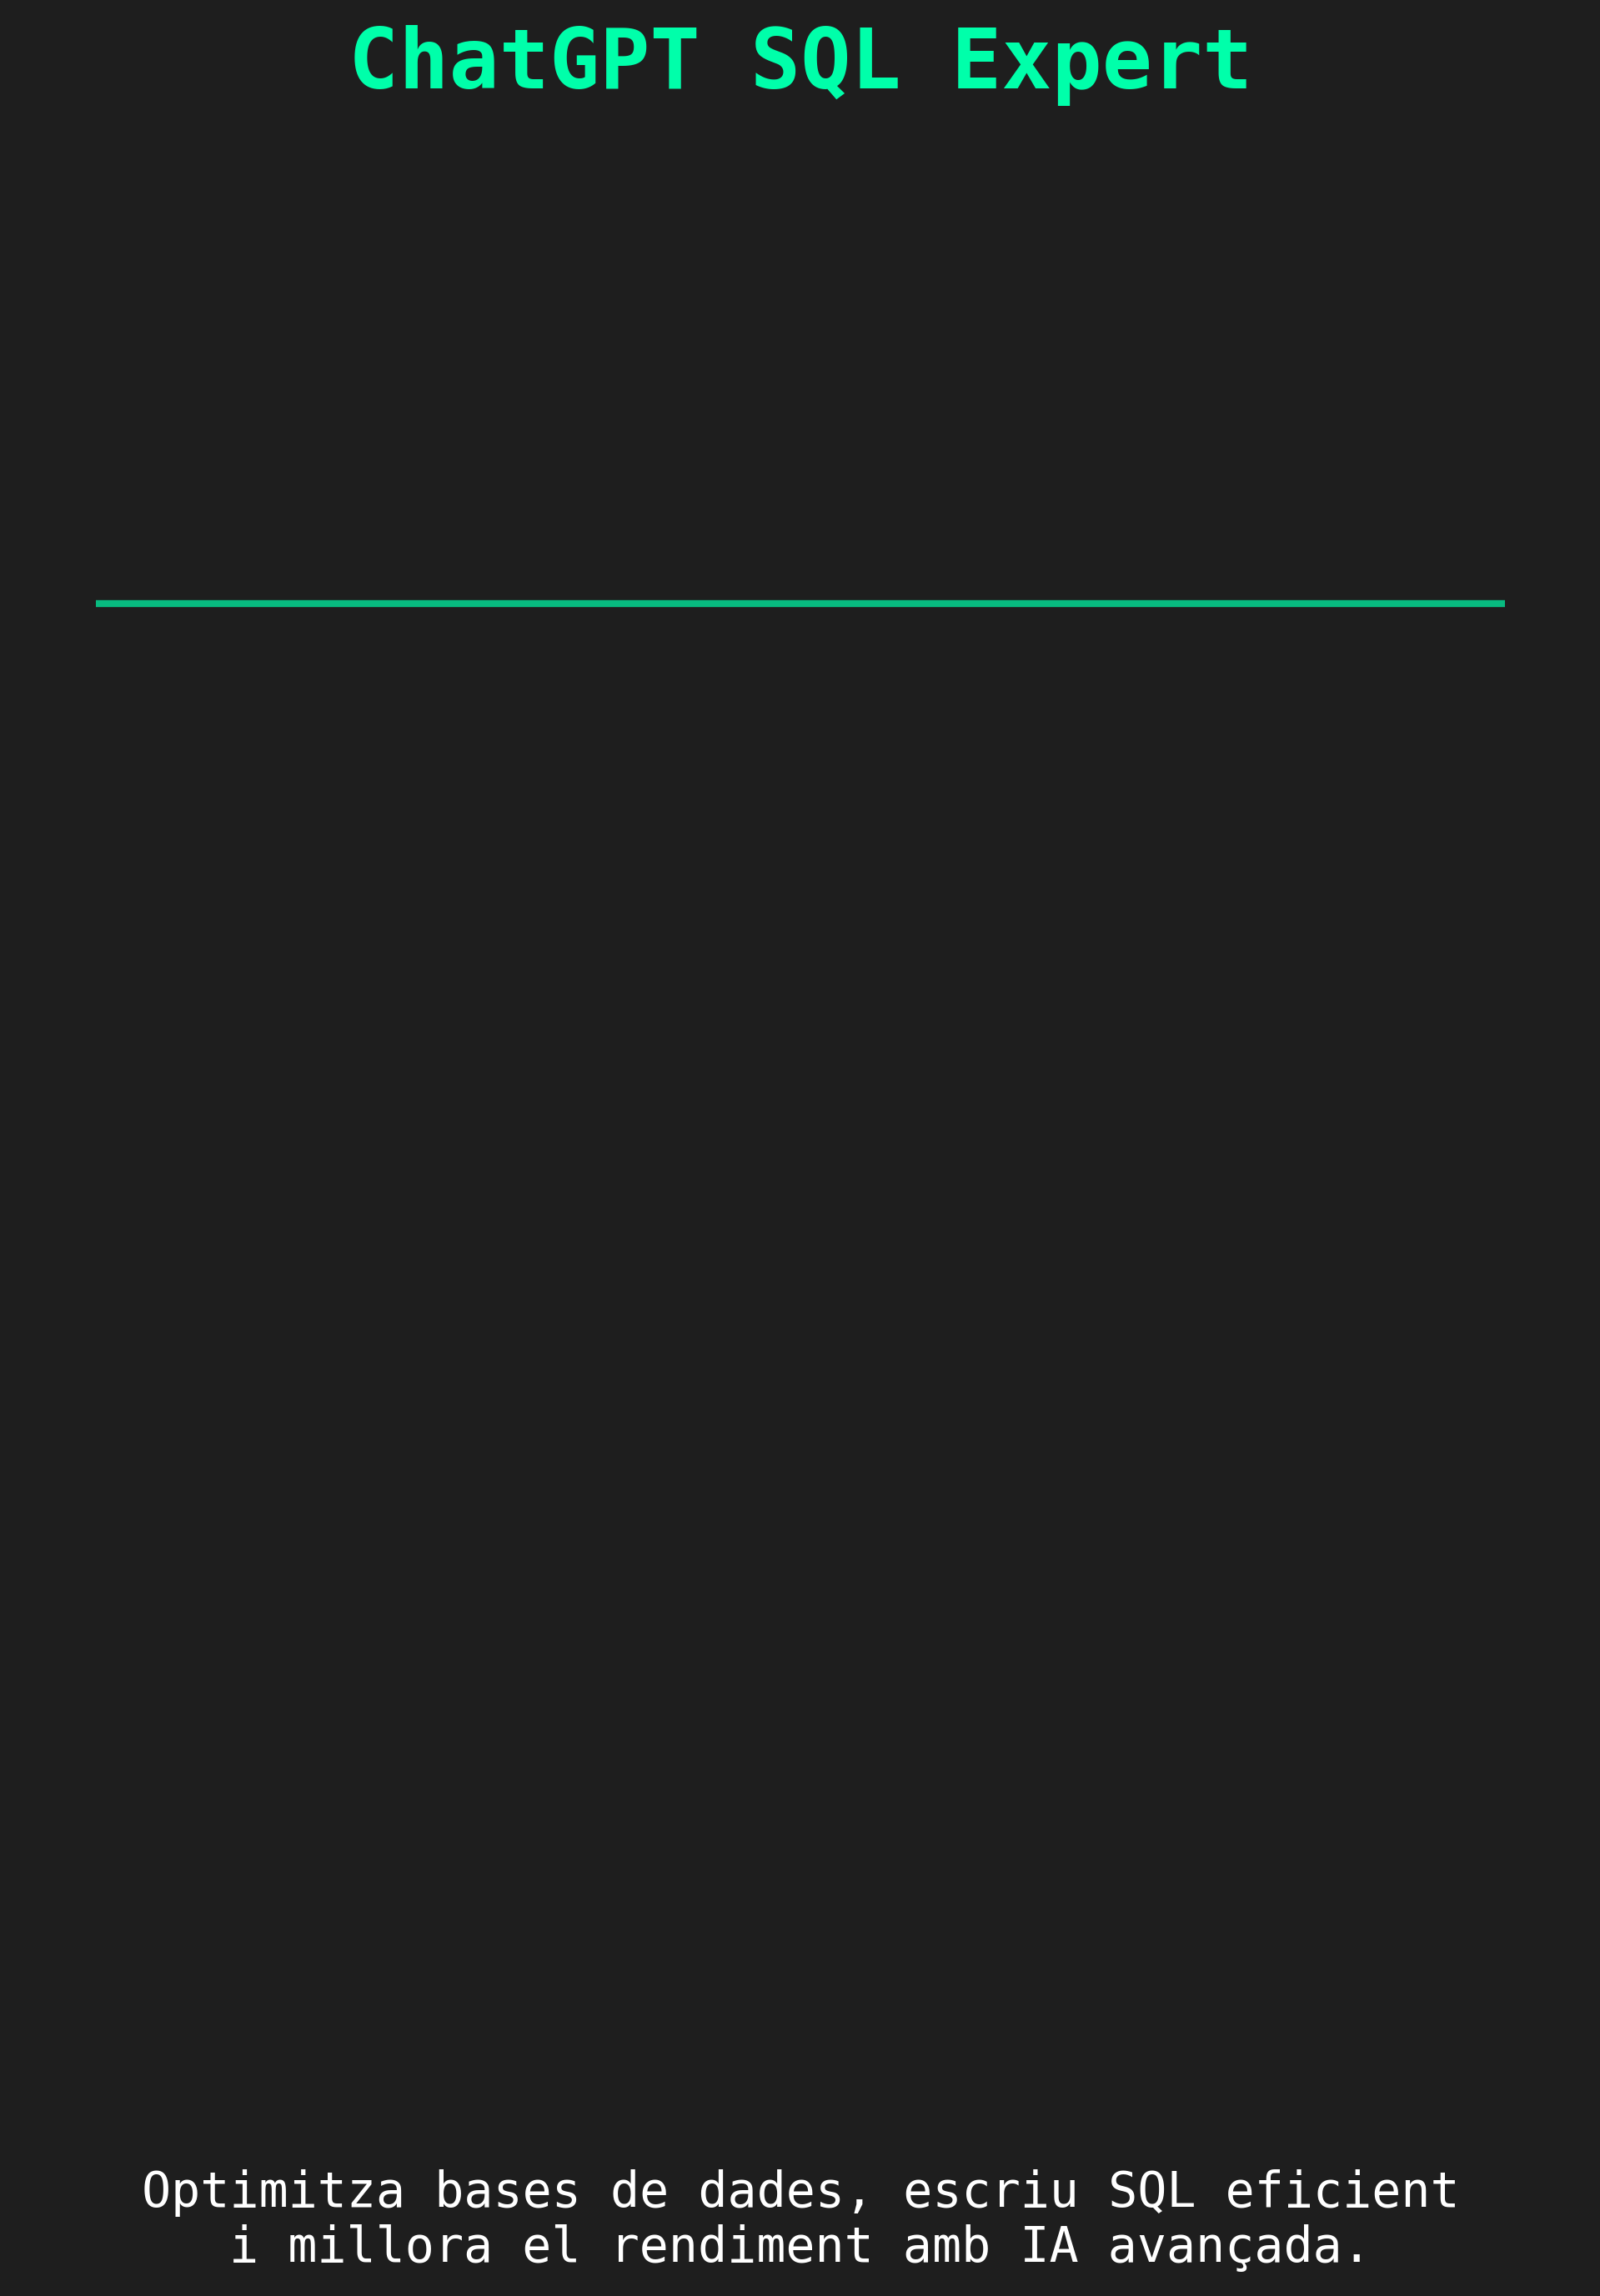 ChatGPT SQL Expert
Optimitza bases de dades, escriu SQL eficient
i millora el rendiment amb IA avançada.